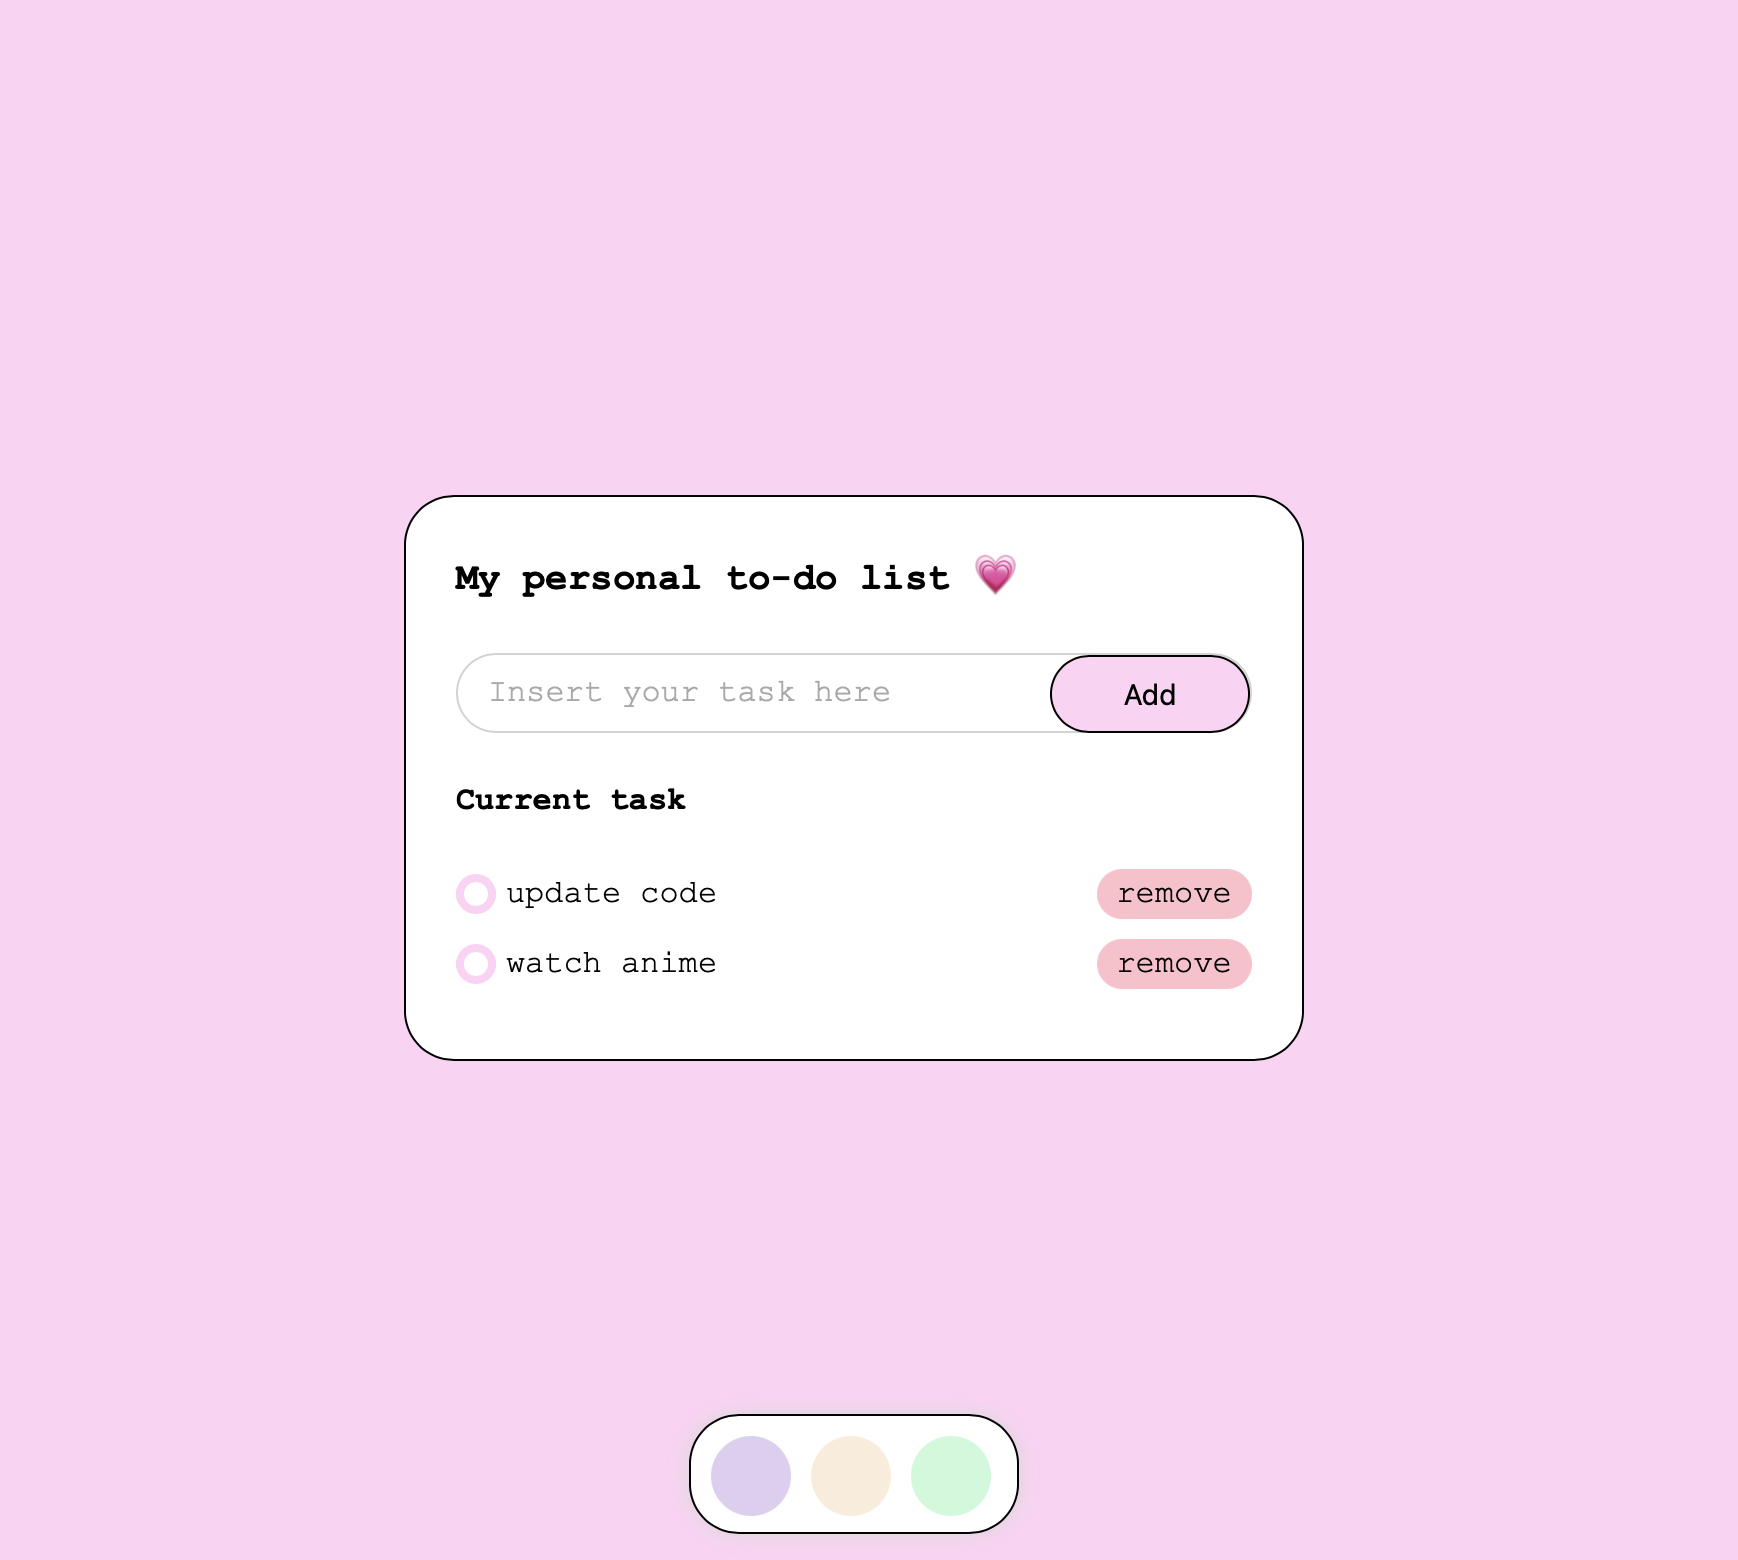 My personal to-do list 💗
Insert your task here Add
Current task
update code remove
watch anime remove